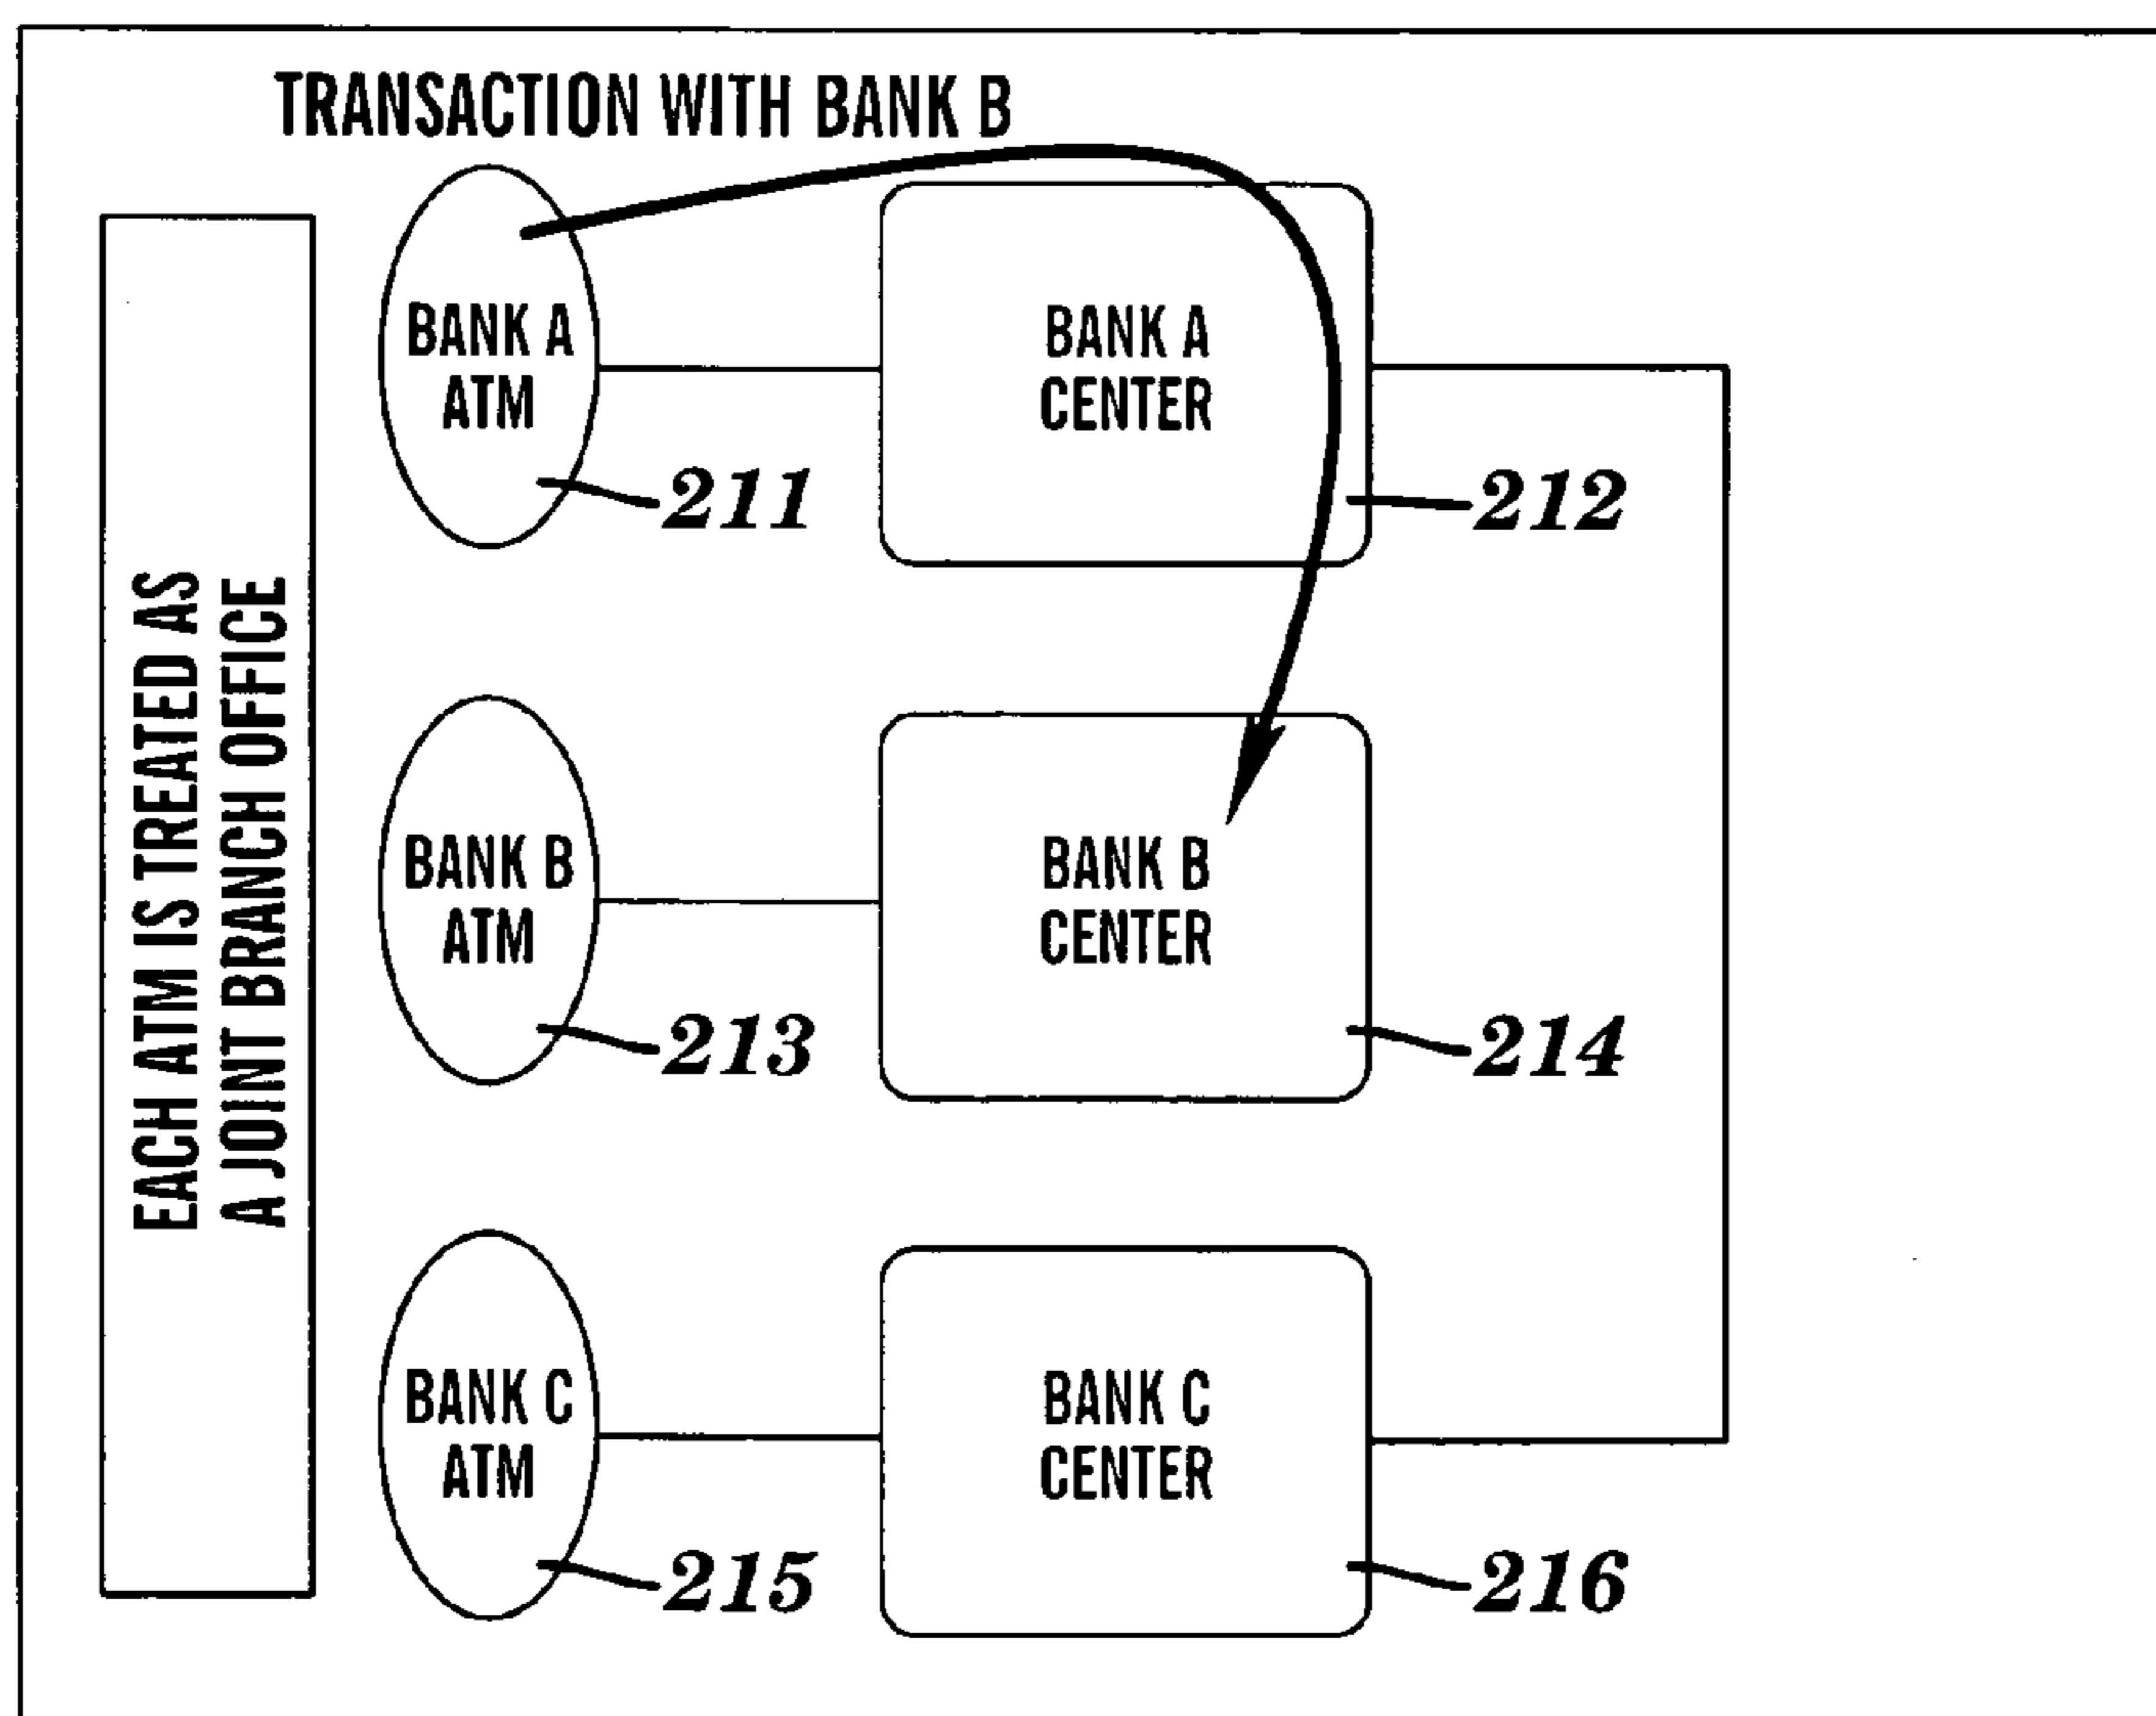 TRANSACTION WITH BANK B
EACH ATM IS TREATED AS
A JOINT BRANCH OFFICE
BANK A
ATM
211
BANK A
CENTER
212
BANK B
ATM
213
BANK B
CENTER
214
BANK C
ATM
215
BANK C
CENTER
216